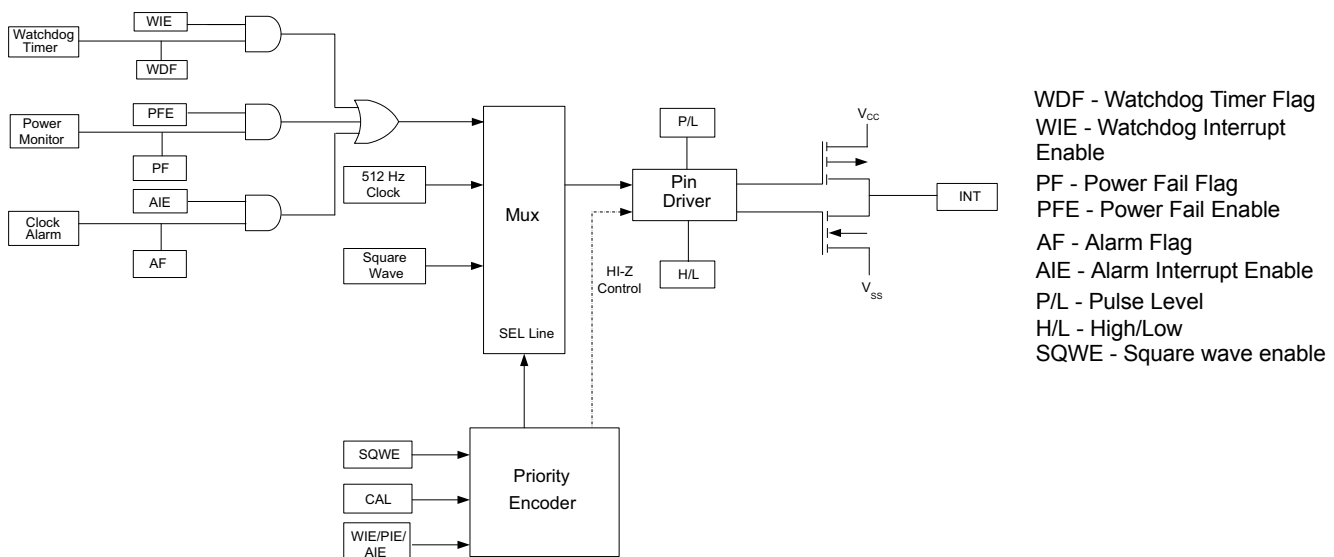 WIE
Watchdog
Timer
WDF
PFE
Power
Monitor
PF
AIE
Clock
Alarm
AF
512 Hz
Clock
Square
Wave
Mux
SEL Line
P/L
Pin
Driver
H/L
HI-Z
Control
VCC
INT
VSS
SQWE
CAL
WIE/PIE/
AIE
Priority
Encoder
WDF - Watchdog Timer Flag
WIE - Watchdog Interrupt
Enable
PF - Power Fail Flag
PFE - Power Fail Enable
AF - Alarm Flag
AIE - Alarm Interrupt Enable
P/L - Pulse Level
H/L - High/Low
SQWE - Square wave enable